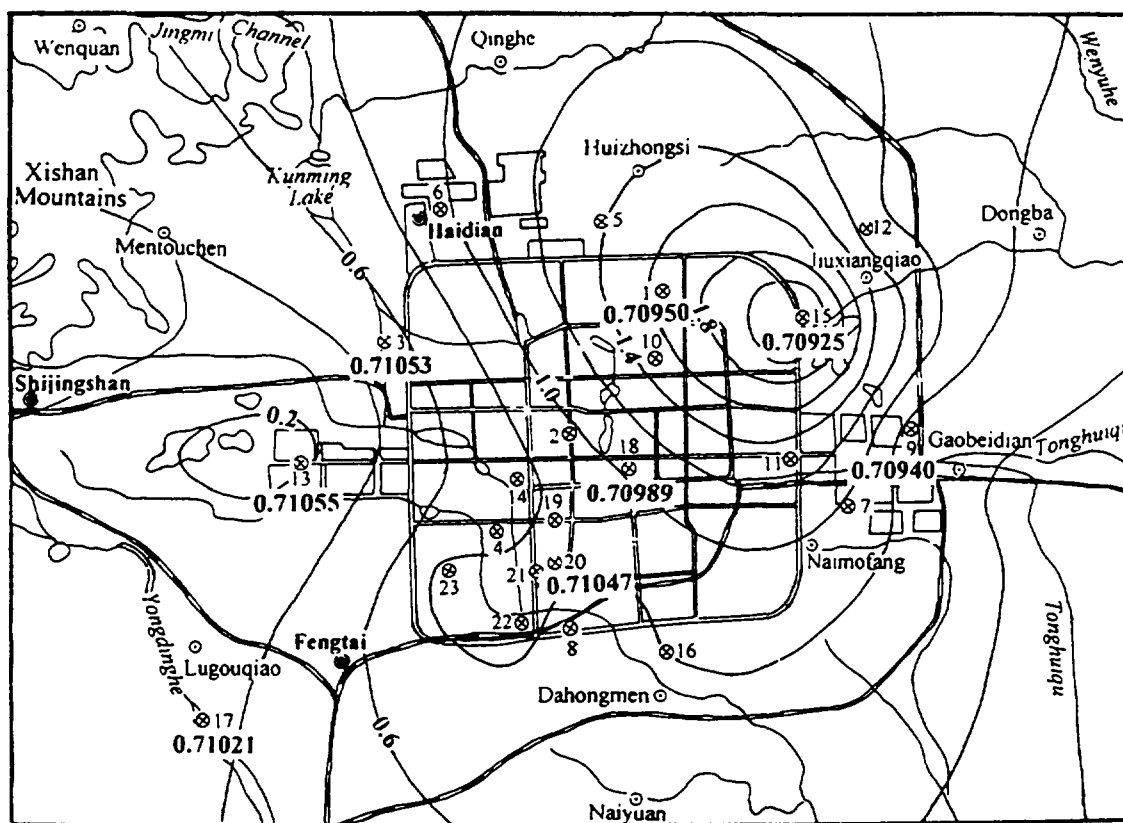 Wenquan
Jingmi
Channel
Qinghe
Wenyuhe
Xishan
Mountains
Kunming
Lake
Huizhongsi
Mentouchen
0.6
6
Haidian
5
12
Dongba
Jiuxiangqiao
1
0.70950
1.8
1.4
10
15
0.70925
3
0.71053
Shijingshan
1.0
0.2
2
18
11
9
Gaobeidian
Tonghuiqu
0.70940
13
0.71055
14
0.70989
7
19
4
Naimofang
20
21
0.71047
23
22
8
Yongdinghe
Lugouqiao
Fengtai
16
Tonghuiqu
Dahongmen
17
0.71021
0.6
Naiyuan